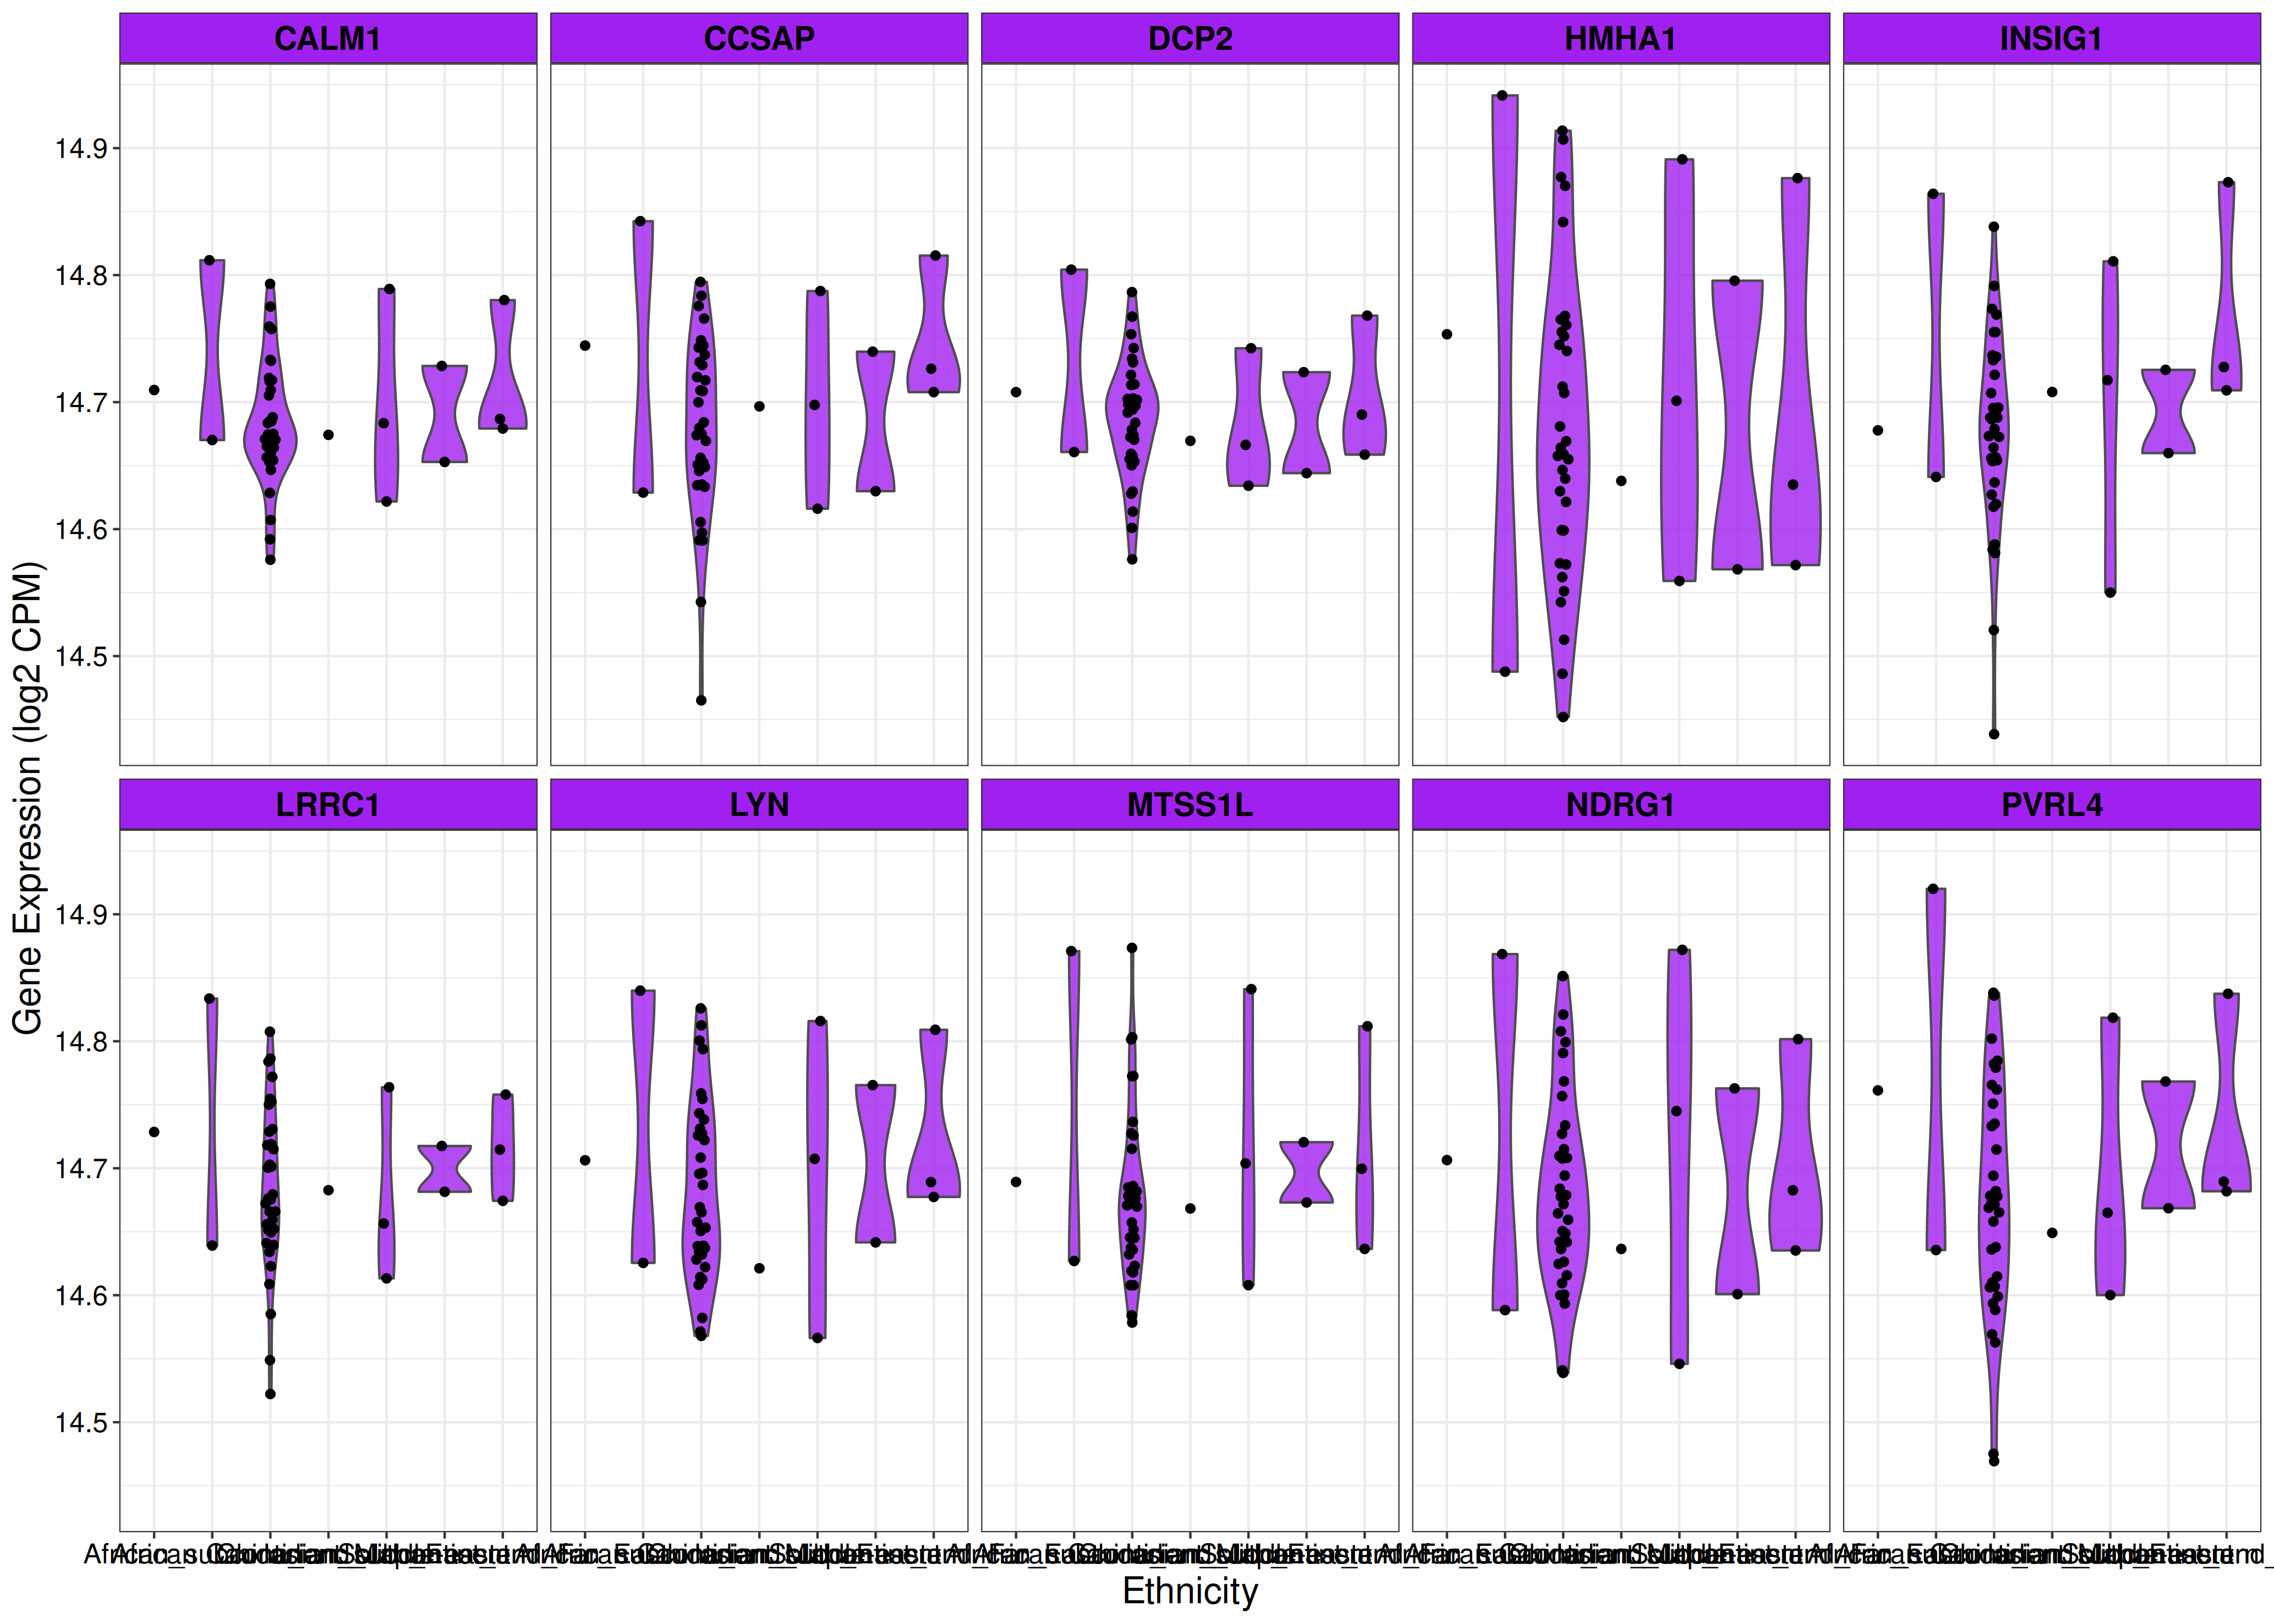 CALM1 CCSAP DCP2 HMHA1 INSIG1
14.9
14.8
14.7
14.6
14.5
LRRC1 LYN MTSS1L NDRG1 PVRL4
14.9
14.8
14.7
14.6
14.5
Gene Expression (log2 CPM)
Ethnicity